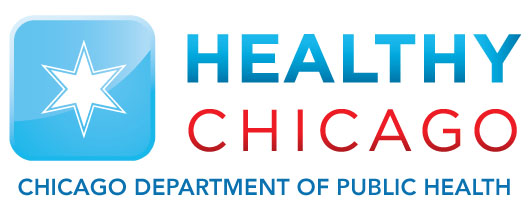 HEALTHY
CHICAGO
CHICAGO DEPARTMENT OF PUBLIC HEALTH